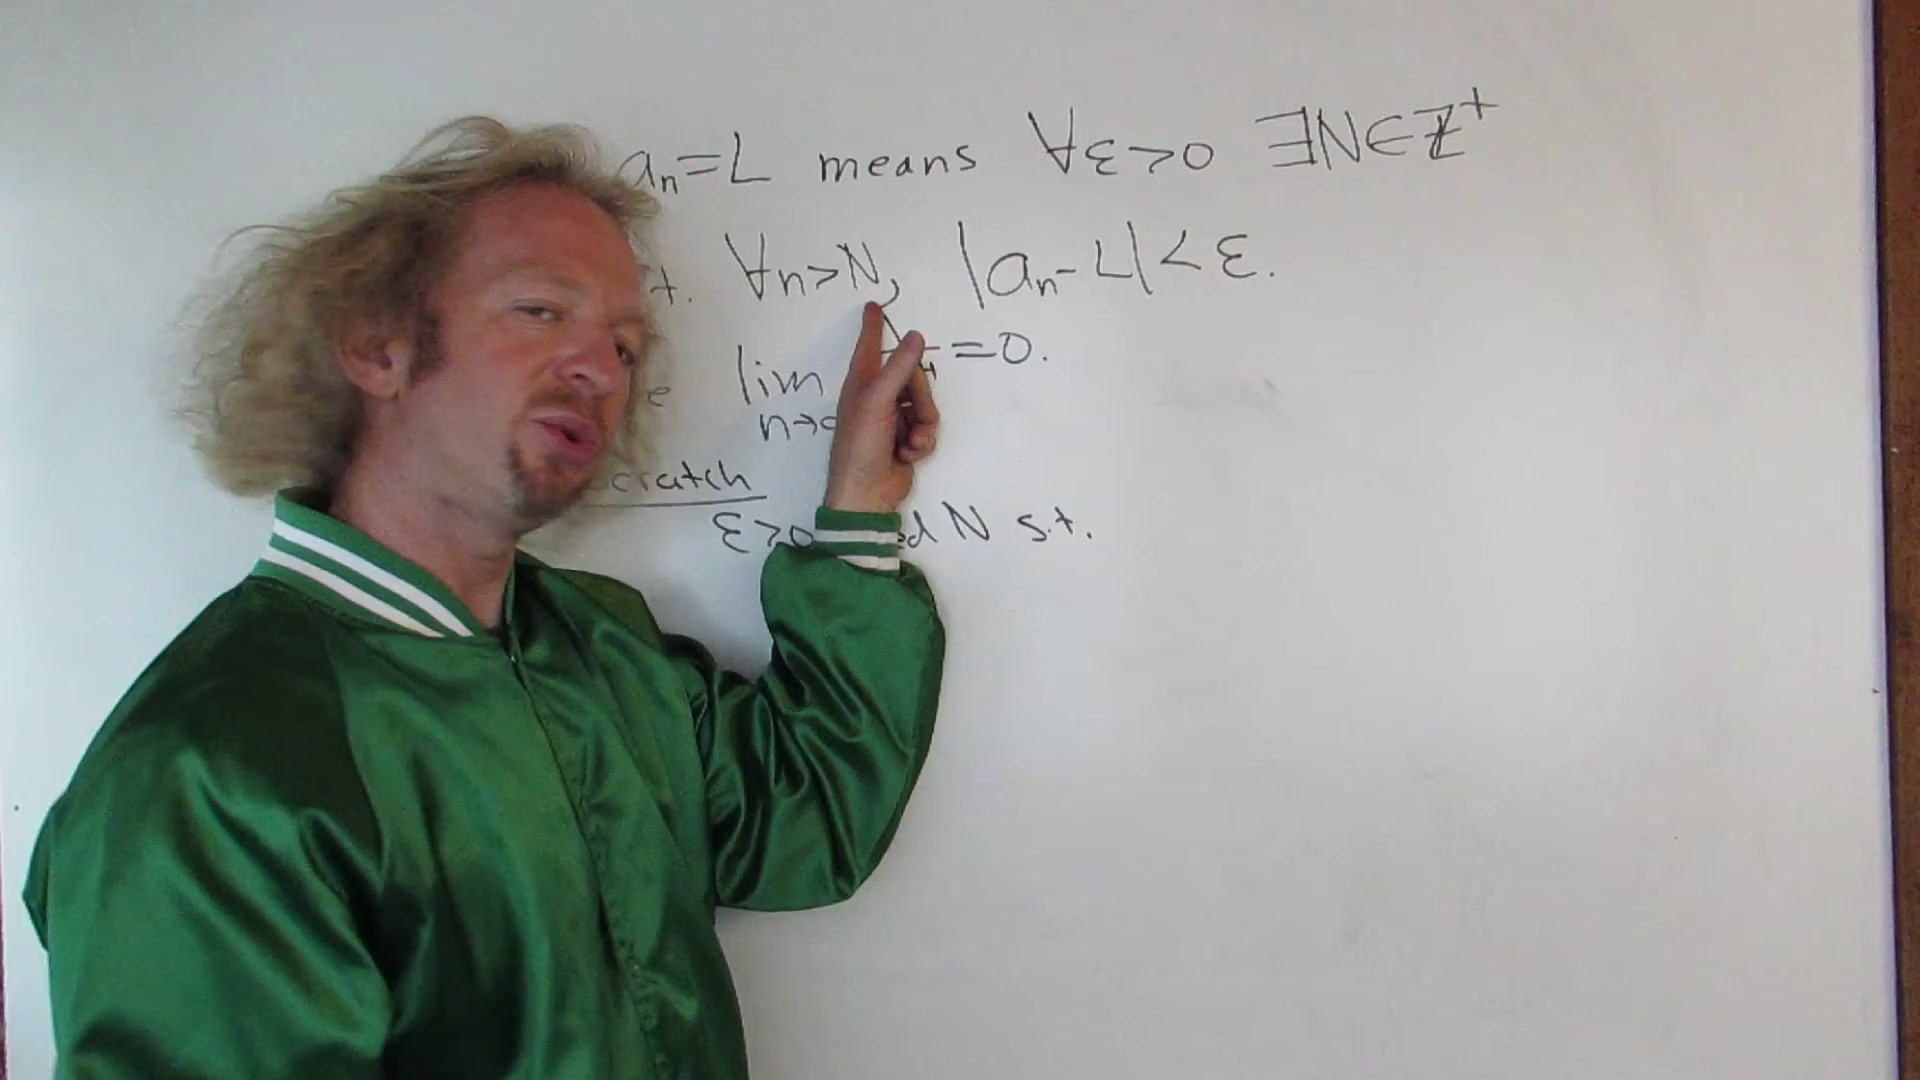 aₙ=L means ∀ε>0 ∃N∈ℤ⁺
t. ∀n>N, |aₙ-L|<ε.
e lim =0.
n→
cratch
ε>0 d N s.t.